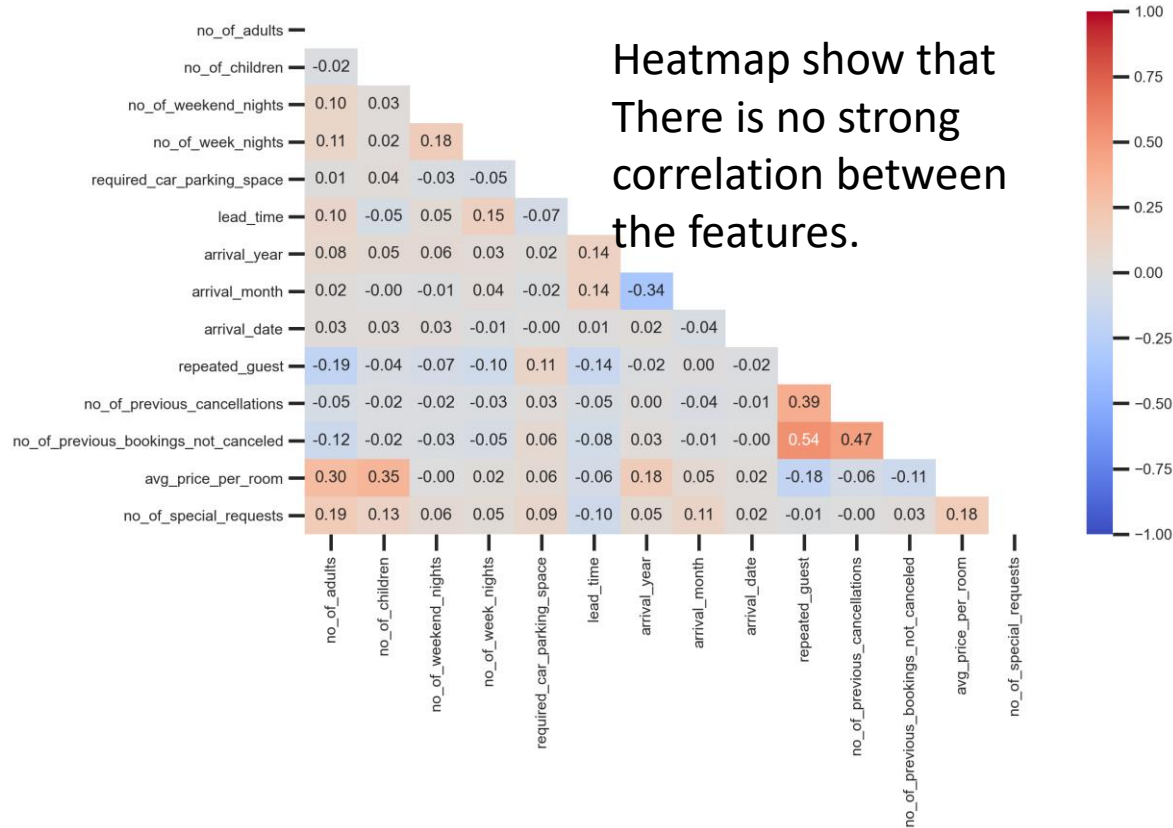 Heatmap show that
There is no strong
correlation between
the features.
no_of_adults
no_of_children -0.02
no_of_weekend_nights 0.10 0.03
no_of_week_nights 0.11 0.02 0.18
required_car_parking_space 0.01 0.04 -0.03 -0.05
lead_time 0.10 -0.05 0.05 0.15 -0.07
arrival_year 0.08 0.05 0.06 0.03 0.02 0.14
arrival_month 0.02 -0.00 -0.01 0.04 -0.02 0.14 -0.34
arrival_date 0.03 0.03 0.03 -0.01 -0.00 0.01 0.02 -0.04
repeated_guest -0.19 -0.04 -0.07 -0.10 0.11 -0.14 -0.02 0.00 -0.02
no_of_previous_cancellations -0.05 -0.02 -0.02 -0.03 0.03 -0.05 0.00 -0.04 -0.01 0.39
no_of_previous_bookings_not_canceled -0.12 -0.02 -0.03 -0.05 0.06 -0.08 0.03 -0.01 -0.00 0.54 0.47
avg_price_per_room 0.30 0.35 -0.00 0.02 0.06 -0.06 0.18 0.05 0.02 -0.18 -0.06 -0.11
no_of_special_requests 0.19 0.13 0.06 0.05 0.09 -0.10 0.05 0.11 0.02 -0.01 -0.00 0.03 0.18
no_of_adults
no_of_children
no_of_weekend_nights
no_of_week_nights
required_car_parking_space
lead_time
arrival_year
arrival_month
arrival_date
repeated_guest
no_of_previous_cancellations
no_of_previous_bookings_not_canceled
avg_price_per_room
no_of_special_requests
1.00
0.75
0.50
0.25
0.00
−0.25
−0.50
−0.75
−1.00